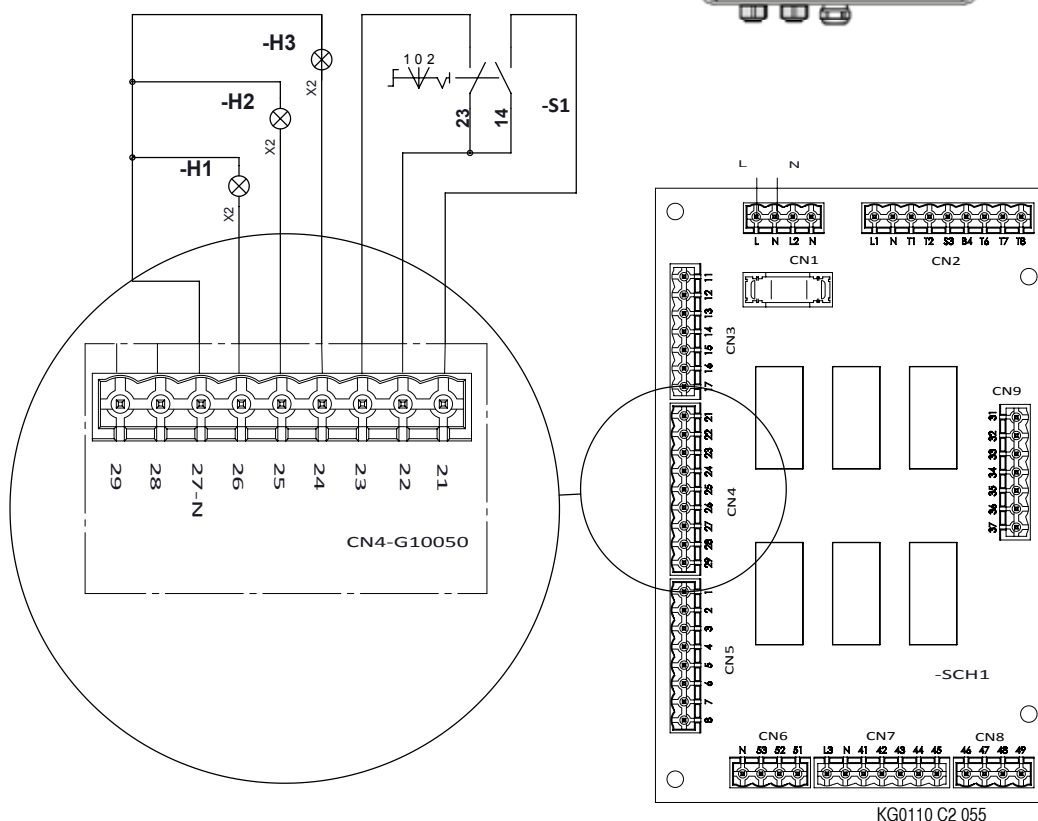 -H3
X2
-H2
X2
-H1
X2
1 0 2
23
14
-S1
29
28
27-N
26
25
24
23
22
21
CN4-G10050
L N
L N L2 N
CN1
L1 N T1 T2 S3 B4 T6 T7 T8
CN2
11
12
13
14
15
16
17
CN3
21
22
23
24
25
26
27
28
29
CN4
1
2
3
4
5
6
7
8
CN5
CN9
31
32
33
34
35
36
37
-SCH1
CN6
N 53 52 51
CN7
L3 N 41 42 43 44 45
CN8
46 47 48 49
KG0110 C2 055